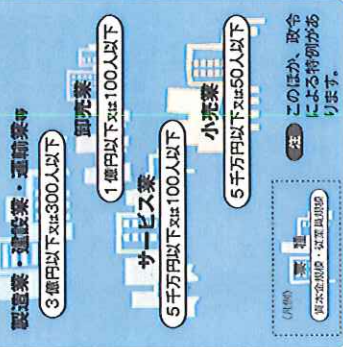 製造業・建設業・運輸業等
3億円以下又は300人以下
卸売業
1億円以下又は100人以下
サービス業
5千万円以下又は100人以下
小売業
5千万円以下又は50人以下
(凡例)
業種
資本金規模・従業員規模
注 このほか、政令
による特例があ
ります。